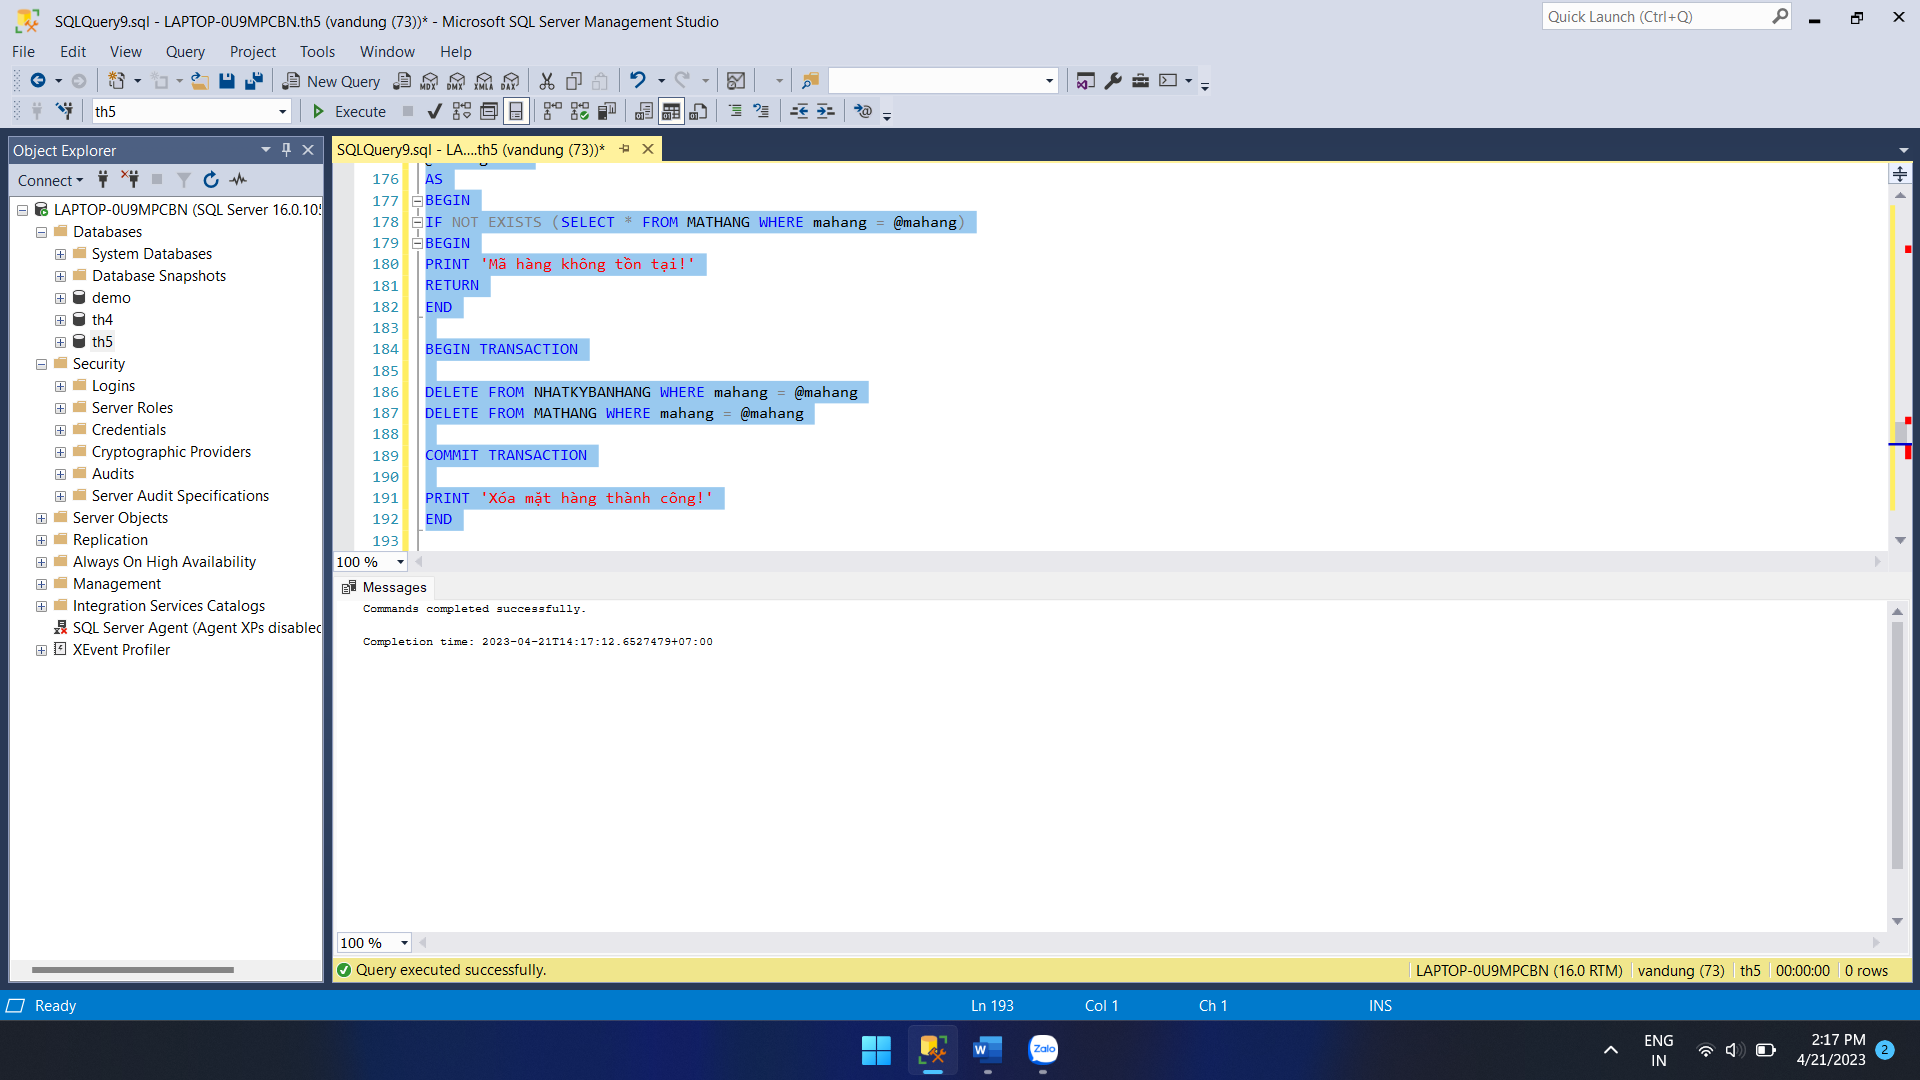 SQLQuery9.sql - LAPTOP-0U9MPCBN.th5 (vandung (73))* - Microsoft SQL Server Management Studio
Quick Launch (Ctrl+Q)
File Edit View Query Project Tools Window Help
New Query MDX DMX XMLA DAX
th5 Execute
Object Explorer
Connect
LAPTOP-0U9MPCBN (SQL Server 16.0.105
Databases
System Databases
Database Snapshots
demo
th4
th5
Security
Logins
Server Roles
Credentials
Cryptographic Providers
Audits
Server Audit Specifications
Server Objects
Replication
Always On High Availability
Management
Integration Services Catalogs
SQL Server Agent (Agent XPs disabled
XEvent Profiler
SQLQuery9.sql - LA....th5 (vandung (73))*
176 AS
177 BEGIN
178 IF NOT EXISTS (SELECT * FROM MATHANG WHERE mahang = @mahang)
179 BEGIN
180 PRINT 'Mã hàng không tồn tại!'
181 RETURN
182 END
183
184 BEGIN TRANSACTION
185
186 DELETE FROM NHATKYBANHANG WHERE mahang = @mahang
187 DELETE FROM MATHANG WHERE mahang = @mahang
188
189 COMMIT TRANSACTION
190
191 PRINT 'Xóa mặt hàng thành công!'
192 END
193
100 %
Messages
Commands completed successfully.
Completion time: 2023-04-21T14:17:12.6527479+07:00
100 %
Query executed successfully. LAPTOP-0U9MPCBN (16.0 RTM) vandung (73) th5 00:00:00 0 rows
Ready Ln 193 Col 1 Ch 1 INS
W Zalo
ENG
IN
2:17 PM
4/21/2023
2